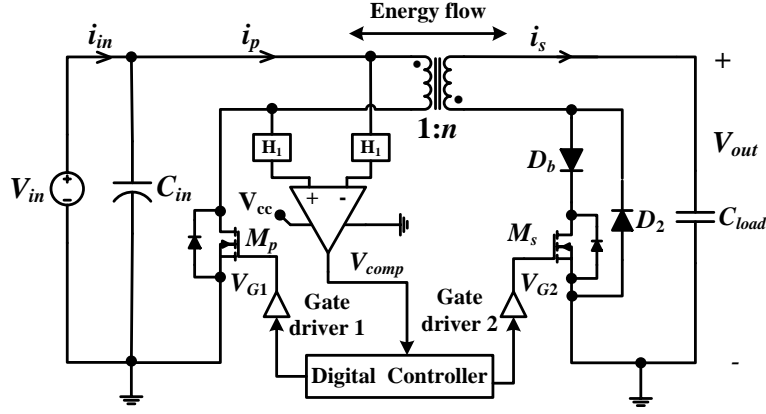 Energy flow
i_in
i_p
i_s
+
1:n
H₁
H₁
V_in
+
-
C_in
V_cc
+
-
D_b
D₂
V_out
C_load
M_p
V_comp
M_s
V_G1
V_G2
Gate
driver 1
Gate
driver 2
Digital Controller
-